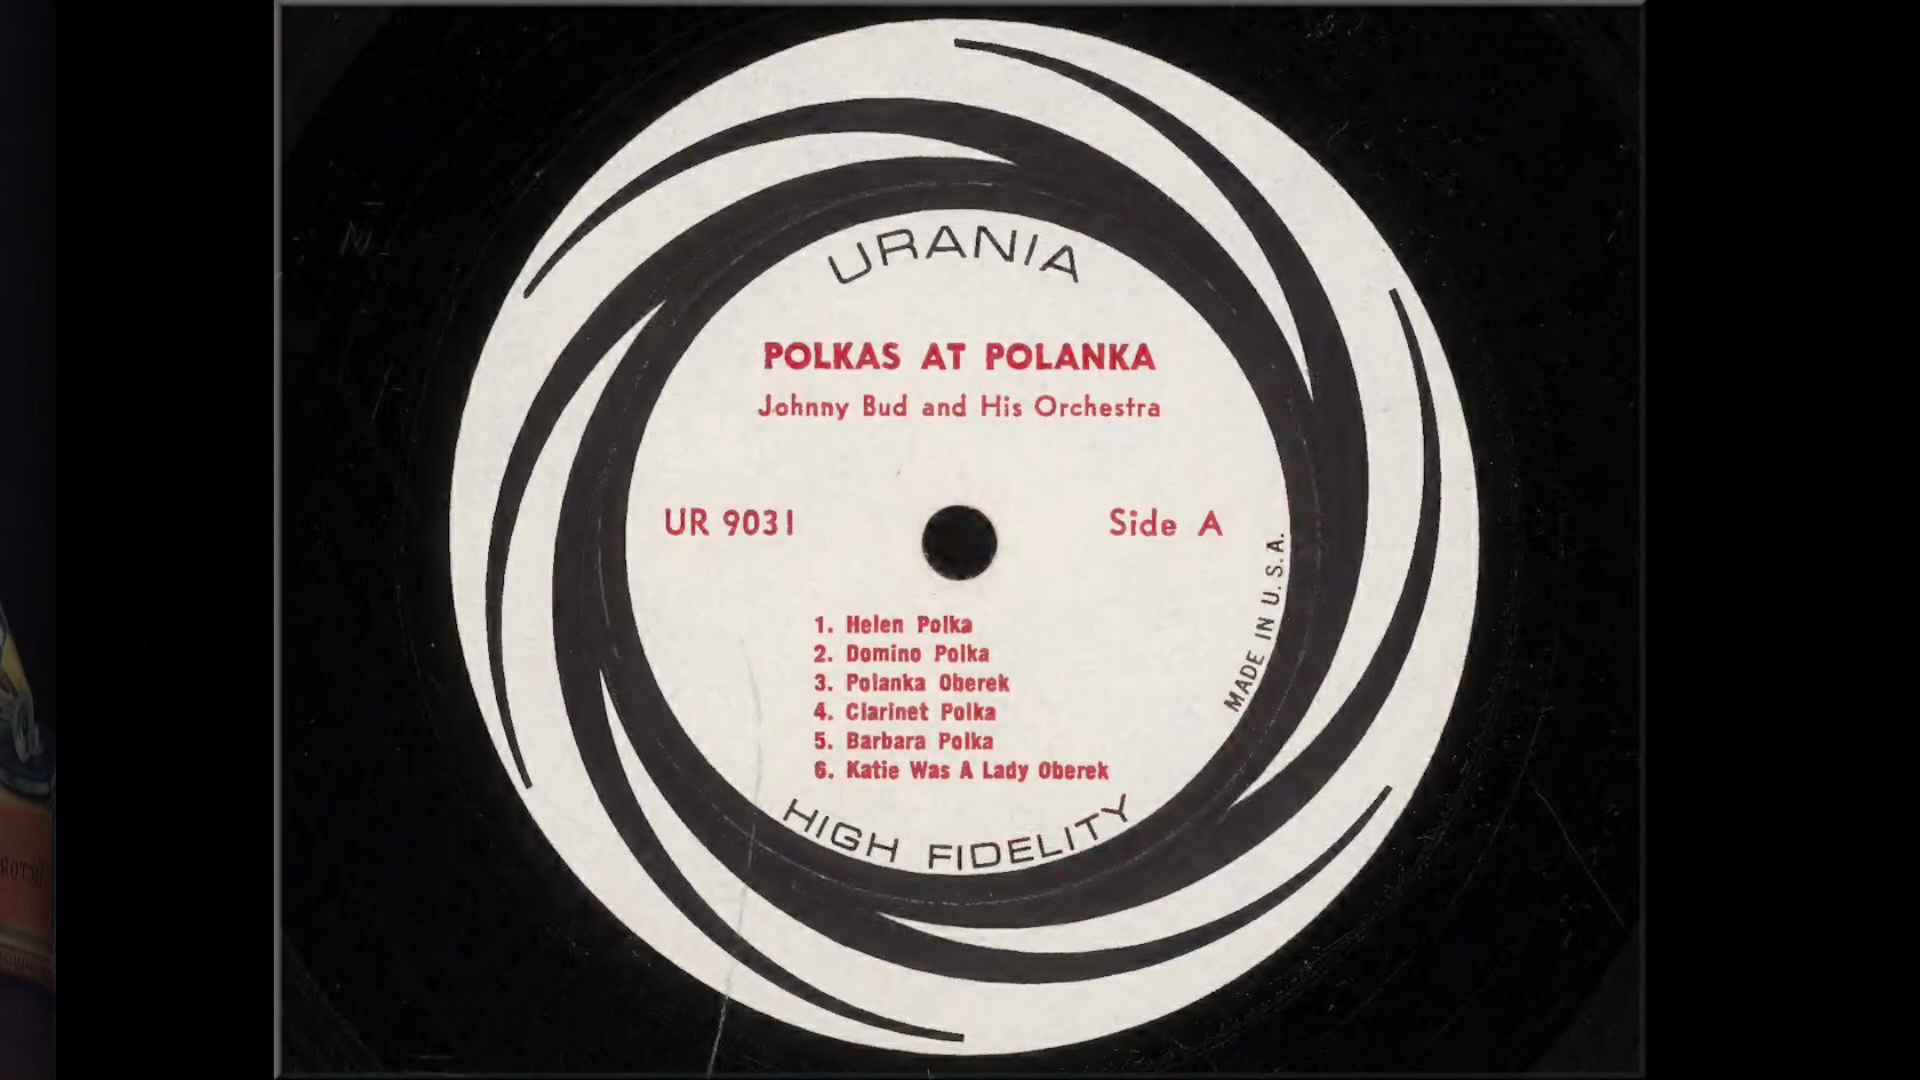 URANIA
POLKAS AT POLANKA
Johnny Bud and His Orchestra
UR 9031
Side A
MADE IN U.S.A.
1. Helen Polka
2. Domino Polka
3. Polanka Oberek
4. Clarinet Polka
5. Barbara Polka
6. Katie Was A Lady Oberek
HIGH FIDELITY